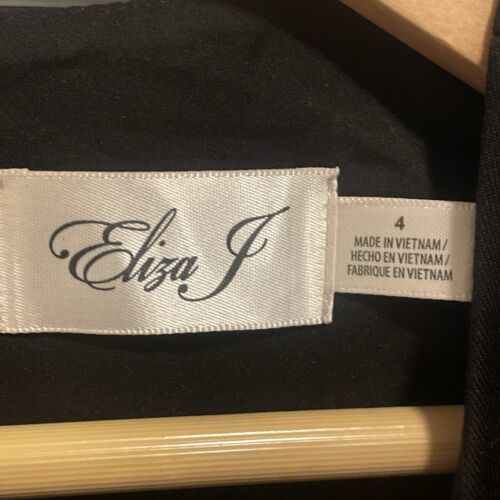 Eliza J
4
MADE IN VIETNAM/
HECHO EN VIETNAM/
FABRIQUE EN VIETNAM